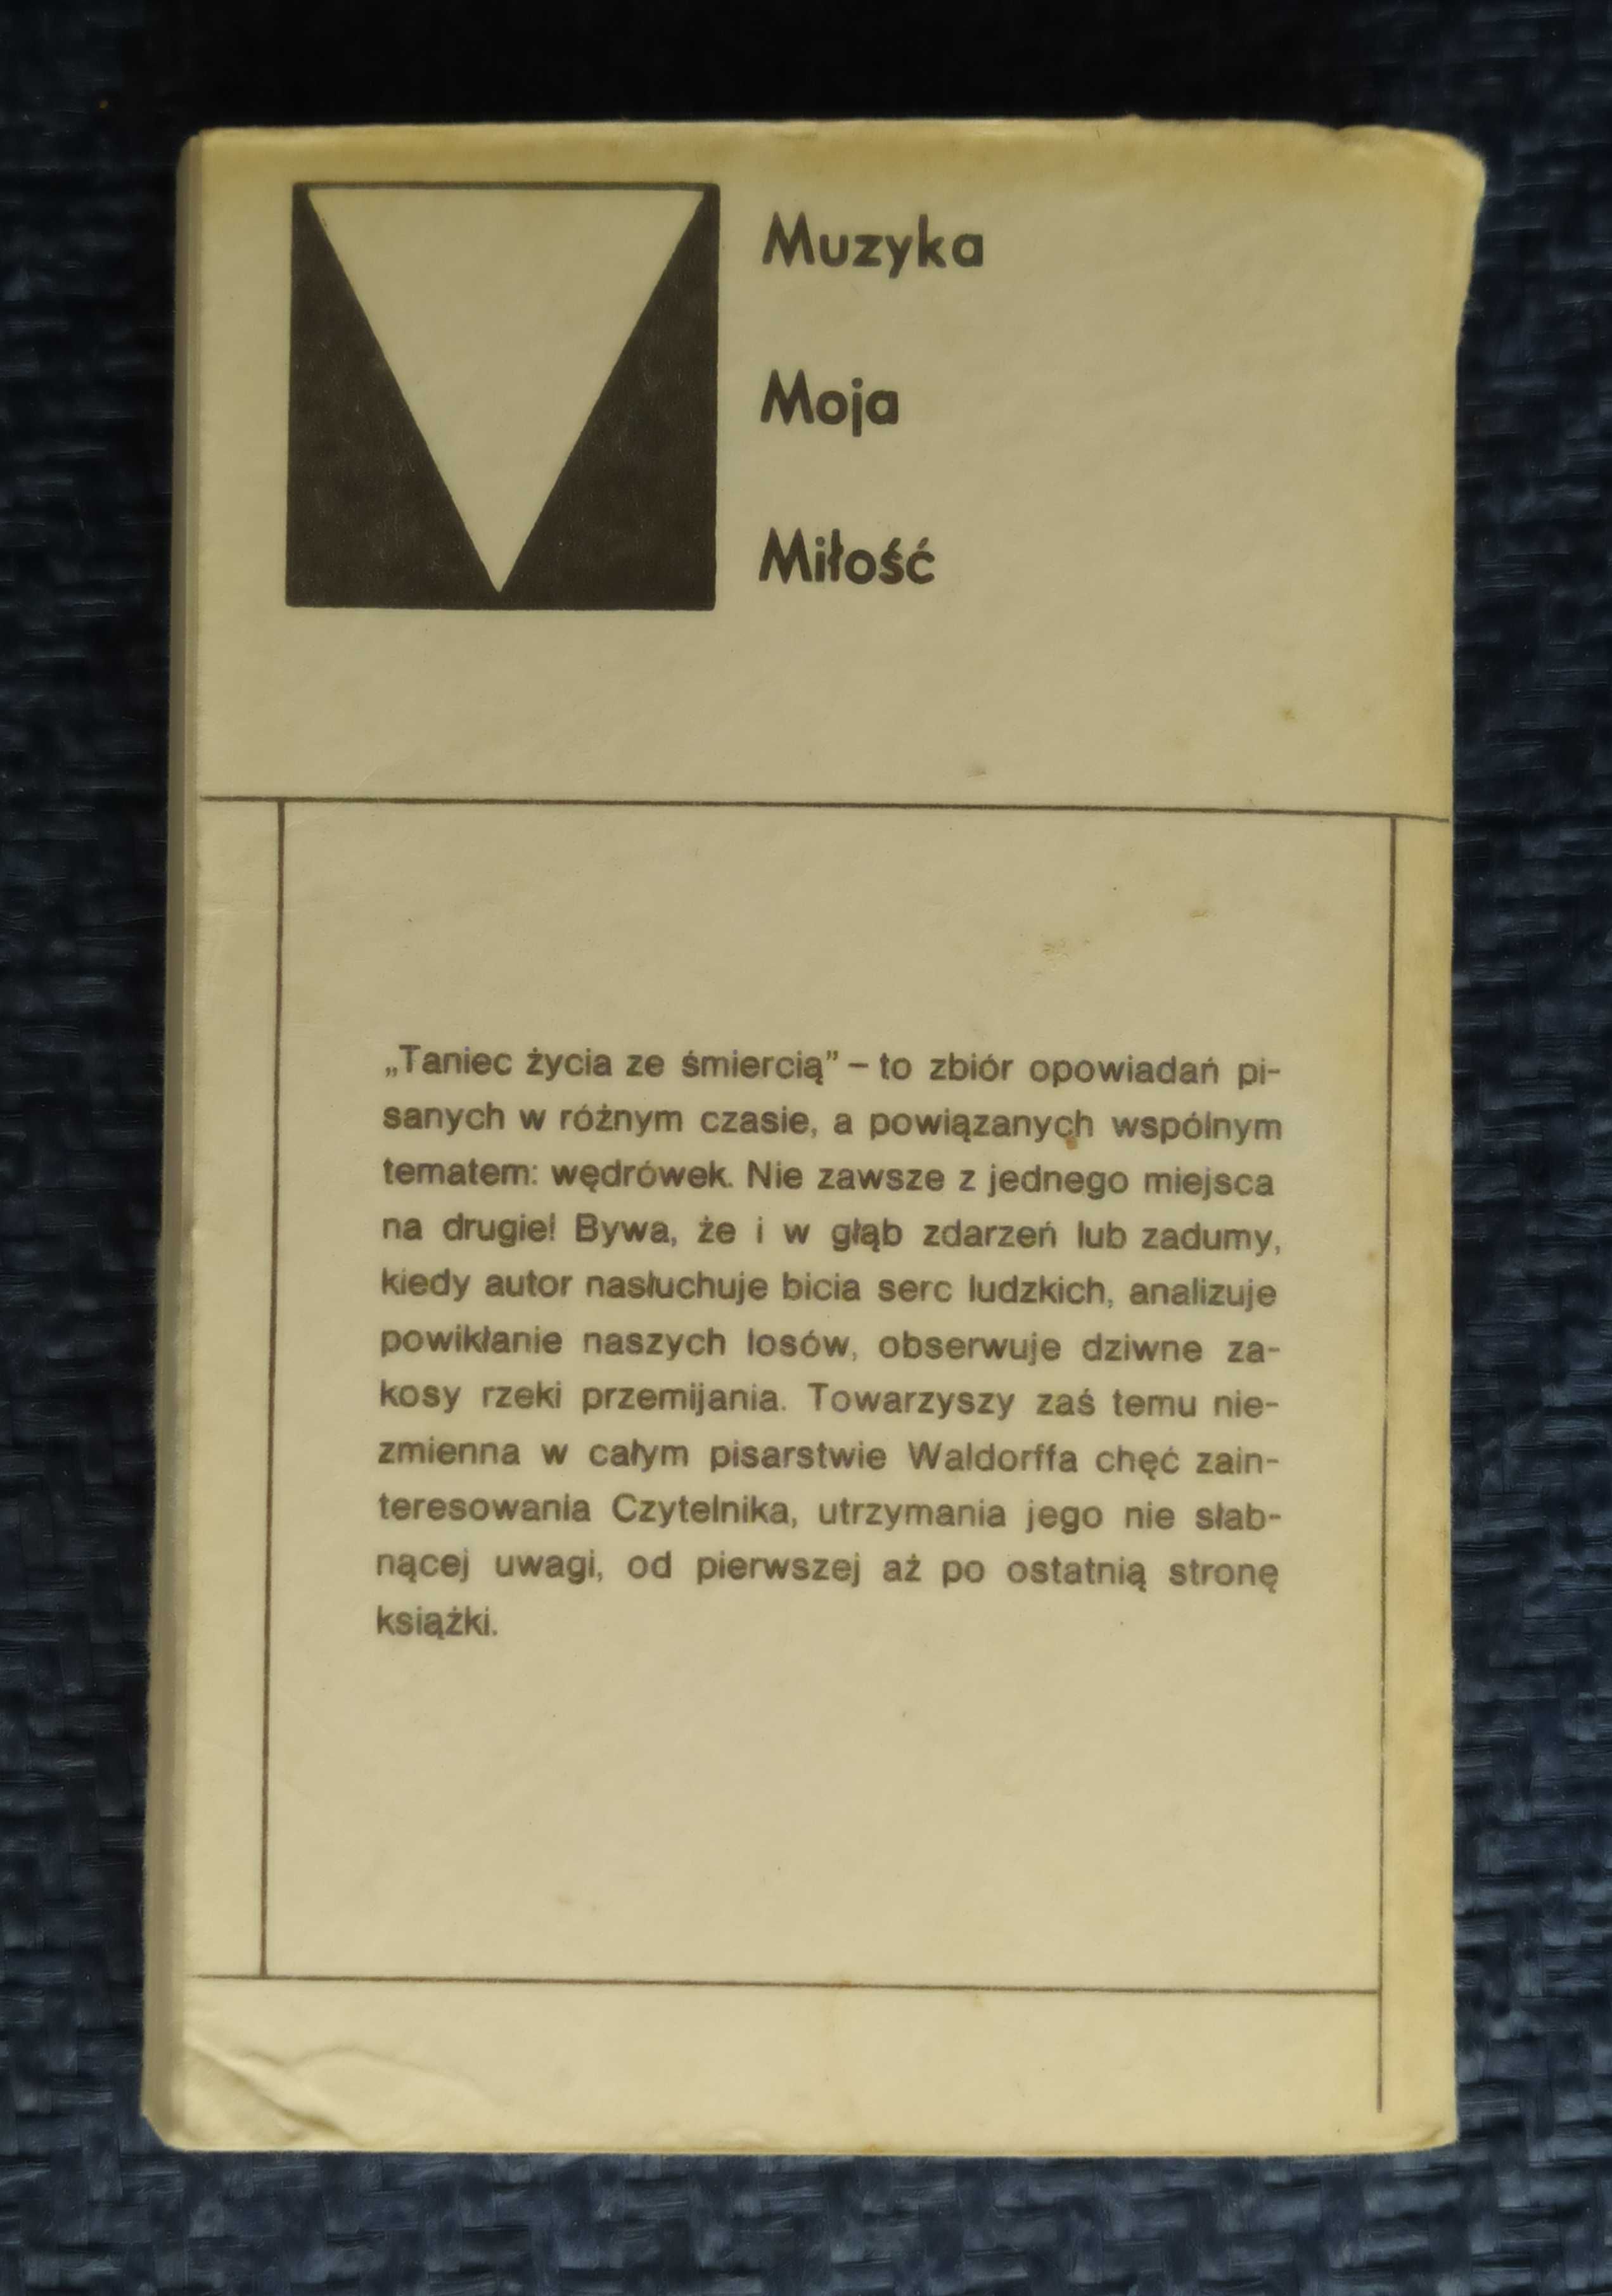 Muzyka
Moja
Miłość
„Taniec życia ze śmiercią” – to zbiór opowiadań pi-
sanych w różnym czasie, a powiązanych wspólnym
tematem: wędrówek. Nie zawsze z jednego miejsca
na drugie! Bywa, że i w głąb zdarzeń lub zadumy,
kiedy autor nasłuchuje bicia serc ludzkich, analizuje
powikłanie naszych losów, obserwuje dziwne za-
kosy rzeki przemijania. Towarzyszy zaś temu nie-
zmienna w całym pisarstwie Waldorffa chęć zain-
teresowania Czytelnika, utrzymania jego nie słab-
nącej uwagi, od pierwszej aż po ostatnią stronę
książki.